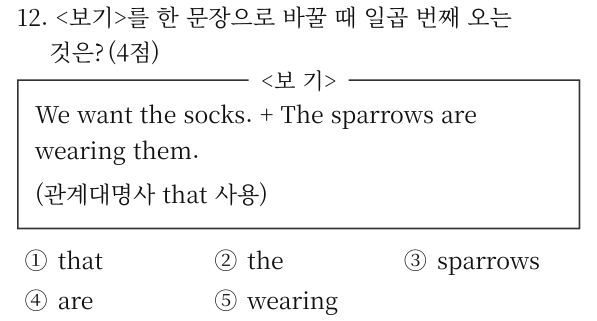 12. <보기>를 한 문장으로 바꿀 때 일곱 번째 오는
것은? (4점)
<보 기>
We want the socks. + The sparrows are
wearing them.
(관계대명사 that 사용)
① that ② the ③ sparrows
④ are ⑤ wearing